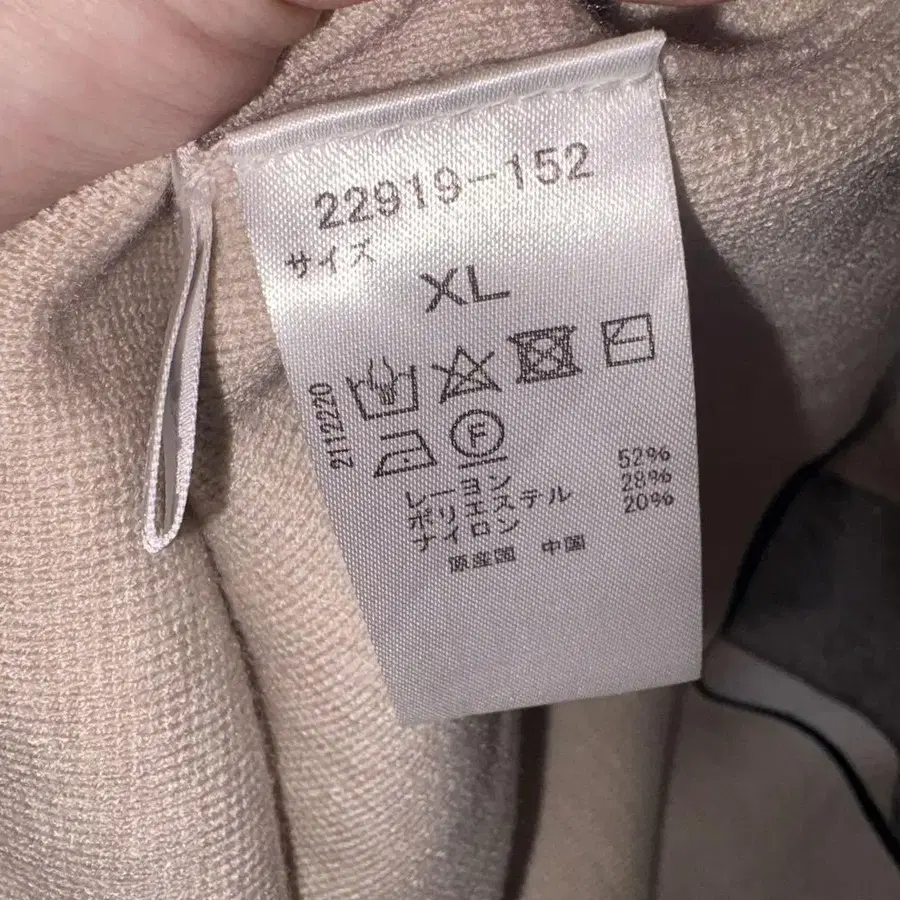 22919-152
サイズ
XL
2112220
F
レーヨン 52%
ポリエステル 28%
ナイロン 20%
原産国 中国